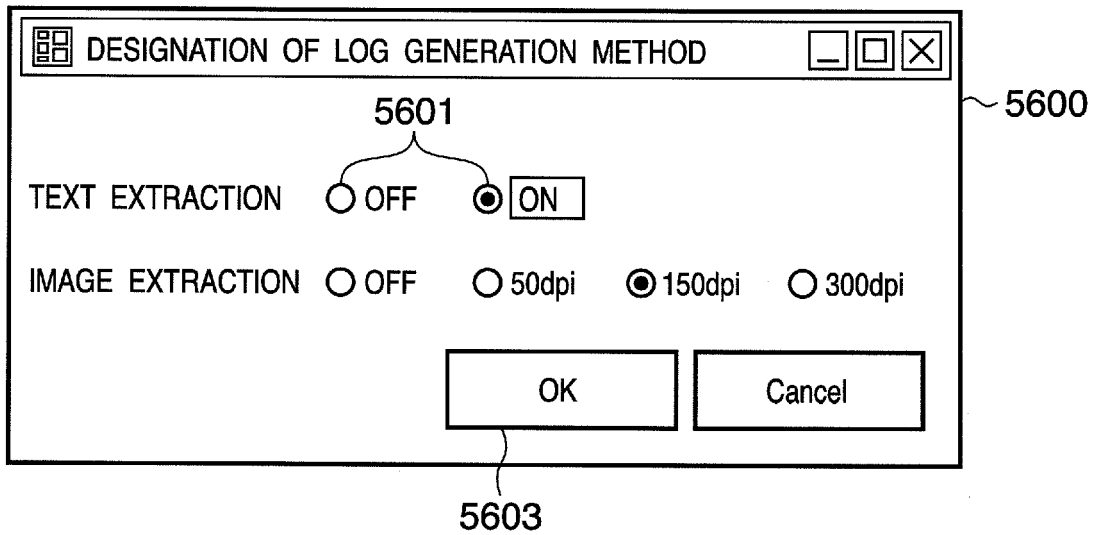 DESIGNATION OF LOG GENERATION METHOD
5600
5601
TEXT EXTRACTION OFF ON
IMAGE EXTRACTION OFF 50dpi 150dpi 300dpi
OK Cancel
5603